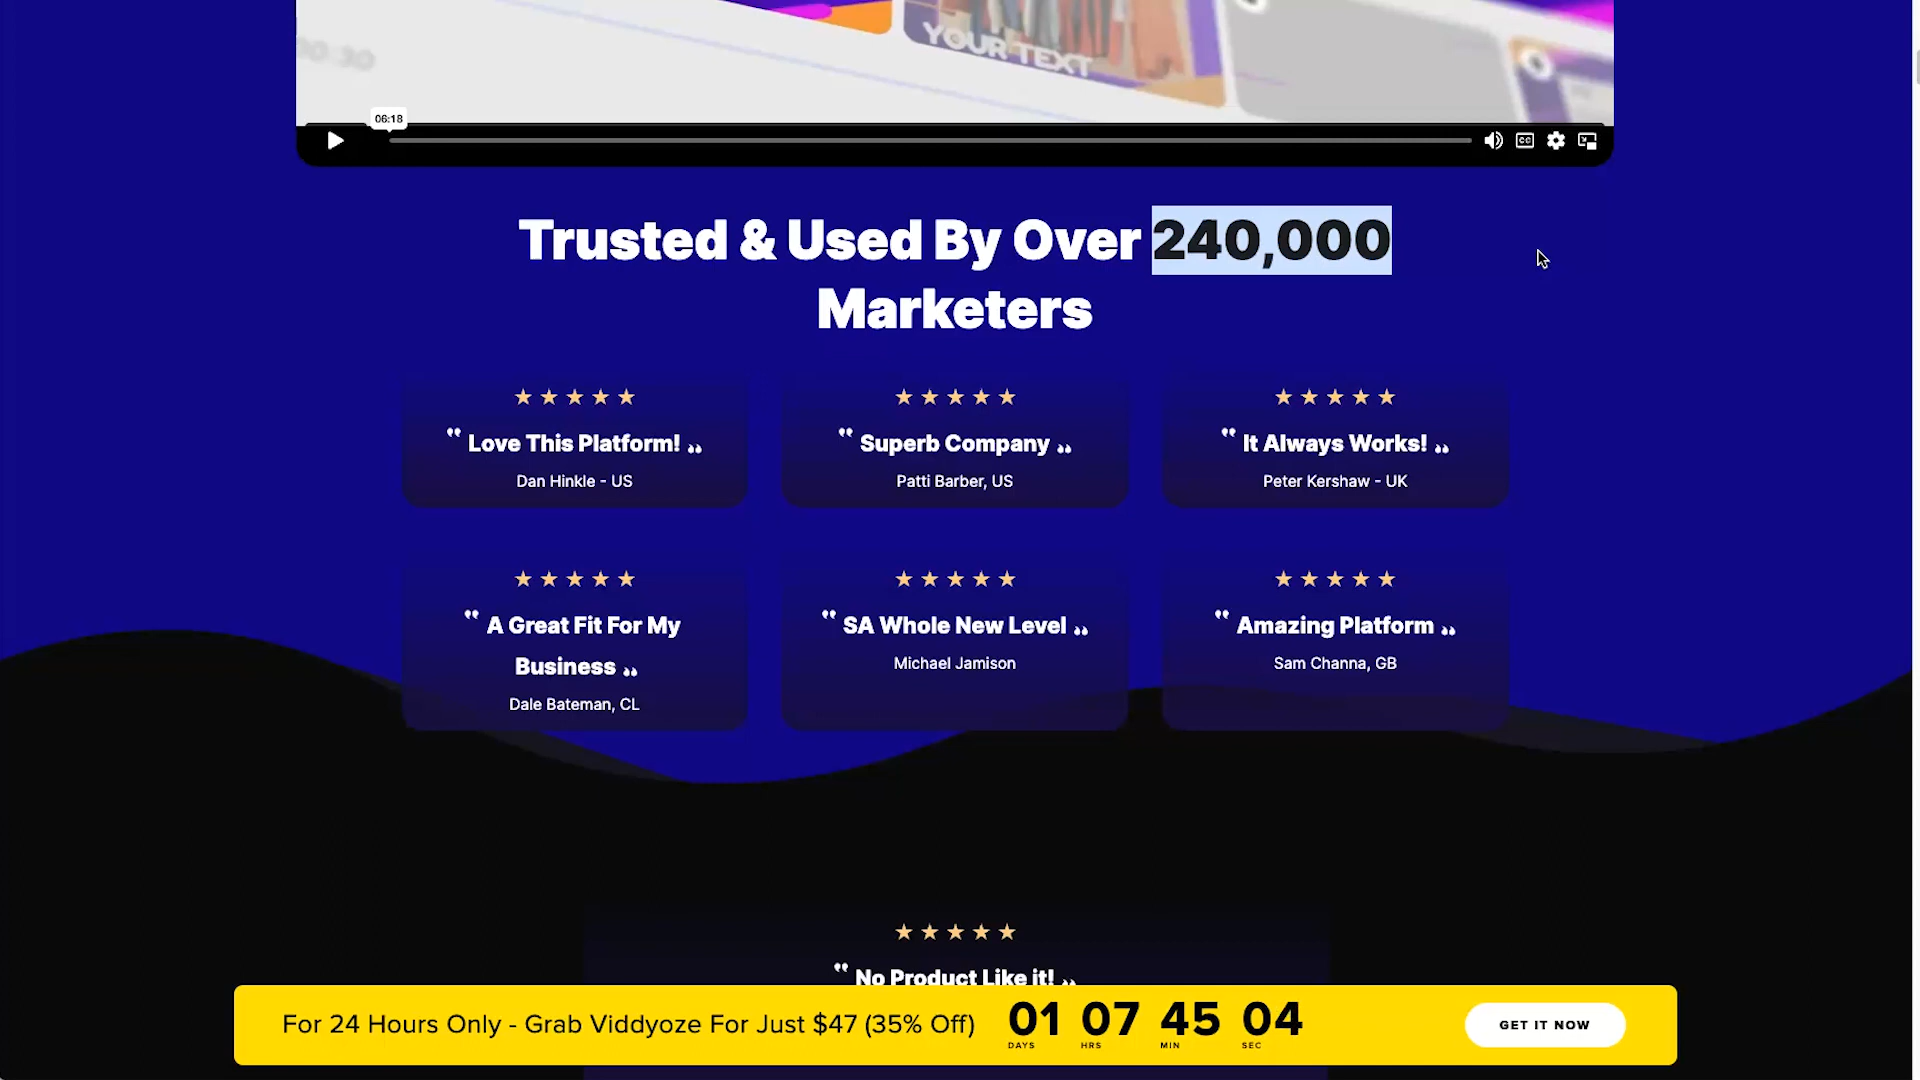 00:30
YOUR TEXT
06:18
CC
Trusted & Used By Over 240,000
Marketers
★★★★★
" Love This Platform! "
Dan Hinkle - US
★★★★★
" Superb Company "
Patti Barber, US
★★★★★
" It Always Works! "
Peter Kershaw - UK
★★★★★
" A Great Fit For My
Business "
Dale Bateman, CL
★★★★★
" SA Whole New Level "
Michael Jamison
★★★★★
" Amazing Platform "
Sam Channa, GB
★★★★★
" No Product Like it! "
For 24 Hours Only - Grab Viddyoze For Just $47 (35% Off)
01 07 45 04
DAYS HRS MIN SEC
GET IT NOW